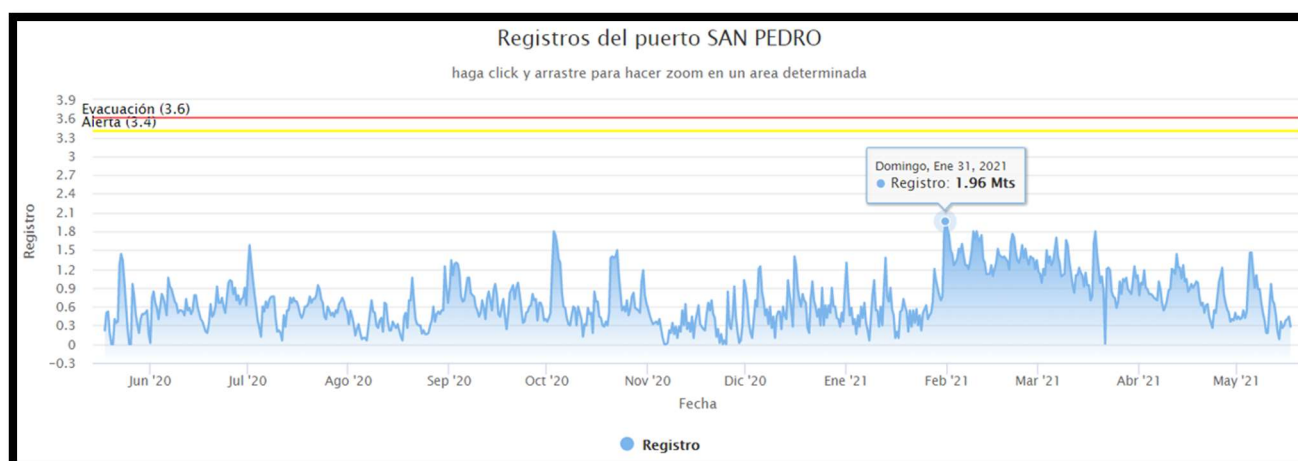 Registros del puerto SAN PEDRO
haga click y arrastre para hacer zoom en un area determinada
3.9
Evacuación (3.6)
3.6
Alerta (3.4)
3.3
3
2.7
2.4
2.1
1.8
1.5
1.2
0.9
0.6
0.3
0
-0.3
Registro
Domingo, Ene 31, 2021
Registro: 1.96 Mts
Jun '20 Jul '20 Ago '20 Sep '20 Oct '20 Nov '20 Dic '20 Ene '21 Feb '21 Mar '21 Abr '21 May '21
Fecha
Registro